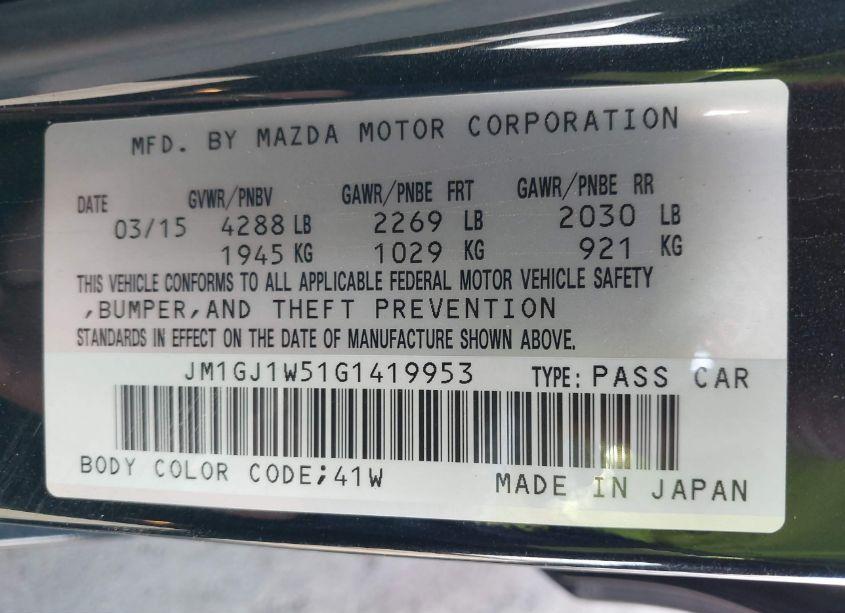 MFD. BY MAZDA MOTOR CORPORATION
DATE GVWR/PNBV GAWR/PNBE FRT GAWR/PNBE RR
03/15 4288 LB 2269 LB 2030 LB
1945 KG 1029 KG 921 KG
THIS VEHICLE CONFORMS TO ALL APPLICABLE FEDERAL MOTOR VEHICLE SAFETY
,BUMPER,AND THEFT PREVENTION
STANDARDS IN EFFECT ON THE DATE OF MANUFACTURE SHOWN ABOVE.
JM1GJ1W51G1419953 TYPE: PASS CAR
BODY COLOR CODE;41W MADE IN JAPAN